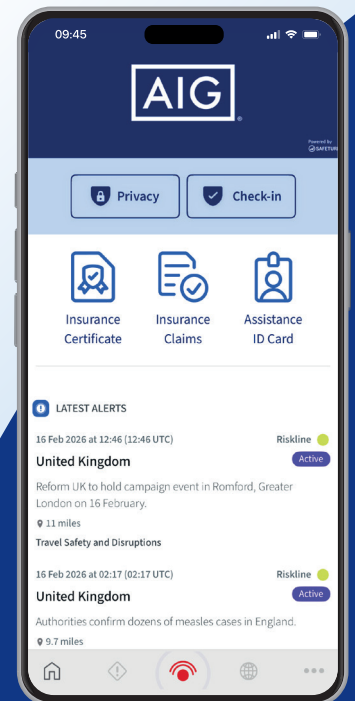 09:45
AIG
Powered by
SAFETURE
Privacy
Check-in
Insurance
Certificate
Insurance
Claims
Assistance
ID Card
LATEST ALERTS
16 Feb 2026 at 12:46 (12:46 UTC)
Riskline
United Kingdom
Active
Reform UK to hold campaign event in Romford, Greater
London on 16 February.
11 miles
Travel Safety and Disruptions
16 Feb 2026 at 02:17 (02:17 UTC)
Riskline
United Kingdom
Active
Authorities confirm dozens of measles cases in England.
9.7 miles